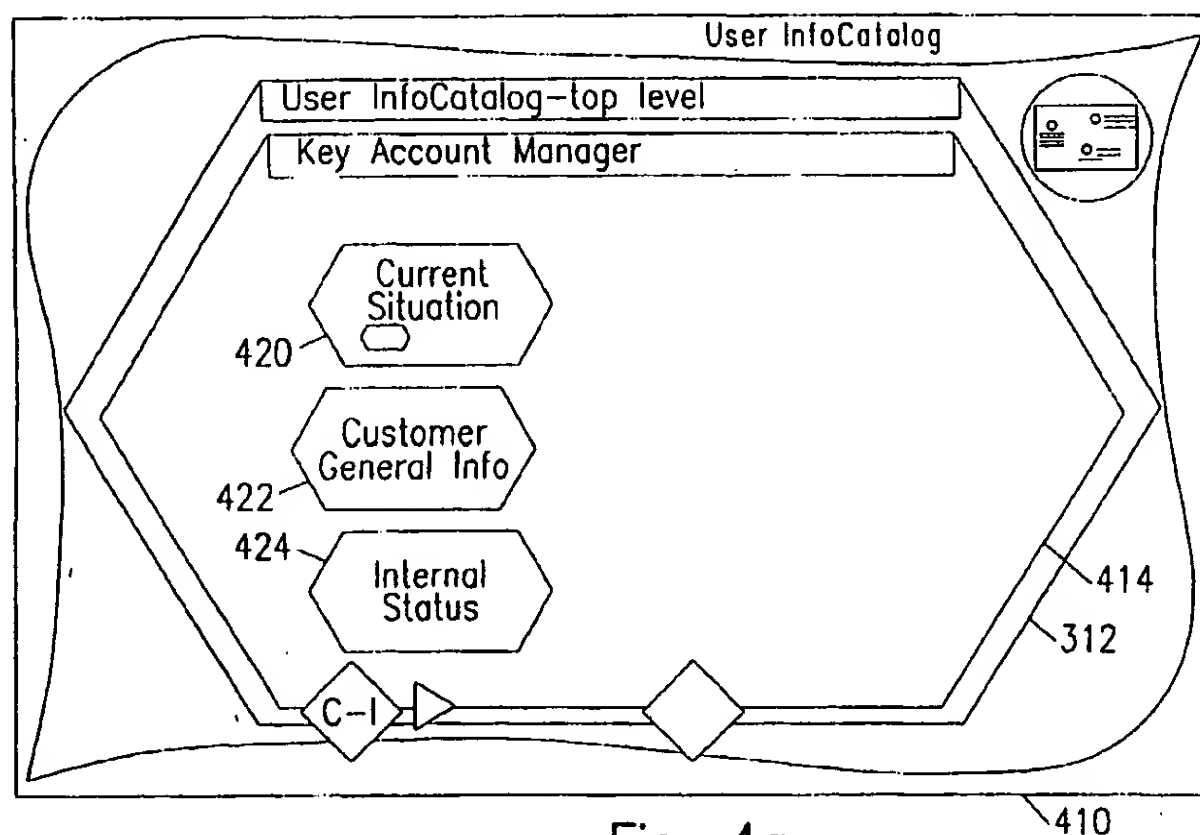 User InfoCatalog
User InfoCatalog-top level
Key Account Manager
Current
Situation
420
Customer
General Info
422
424
Internal
Status
414
312
C-I
410